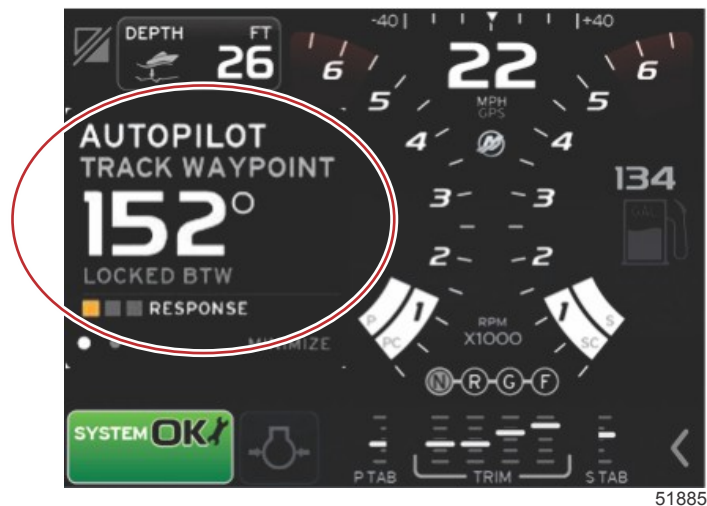 DEPTH FT
26
-40 +40
22
MPH
GPS
6 6
5 5
4 4
3 3
2 2
1 1
AUTOPILOT
TRACK WAYPOINT
152°
LOCKED BTW
RESPONSE
MINIMIZE
134
GAL
P S
PC SC
RPM
X1000
N R G F
SYSTEM OK
P TAB TRIM S TAB
51885